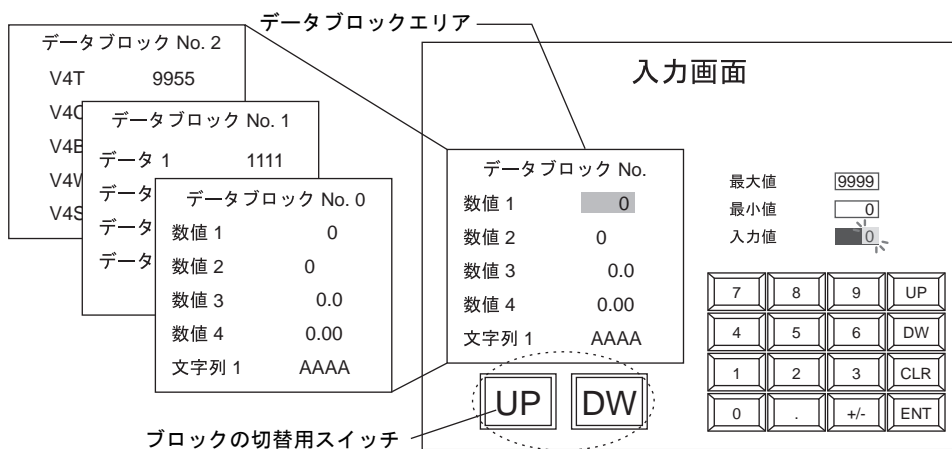 データブロックエリア
データブロック No. 2
V4T 9955
V4
V4
V4
V4S
データブロック No. 1
データ 1 1111
データ
データ
データ
データブロック No. 0
数値 1 0
数値 2 0
数値 3 0.0
数値 4 0.00
文字列 1 AAAA
入力画面
データブロック No.
数値 1 0
数値 2 0
数値 3 0.0
数値 4 0.00
文字列 1 AAAA
UP DW
ブロックの切替用スイッチ
最大値 9999
最小値 0
入力値 0
7 8 9 UP
4 5 6 DW
1 2 3 CLR
0 . +/- ENT